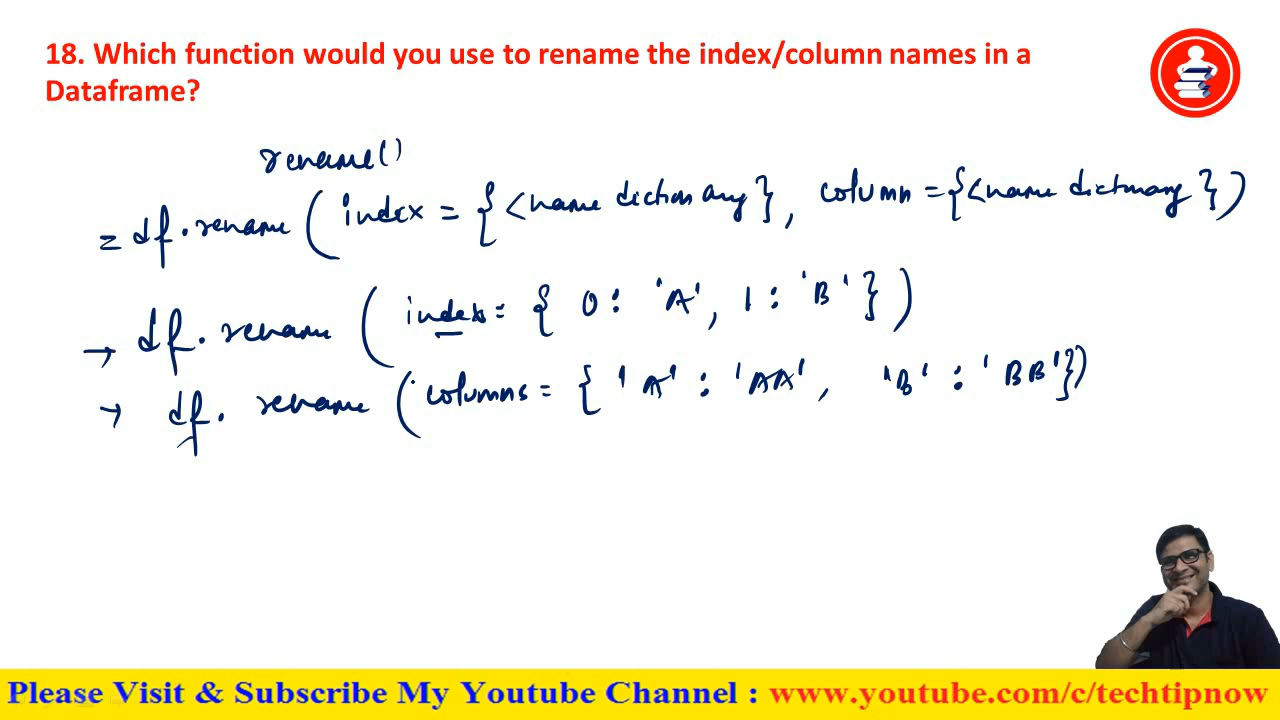 18. Which function would you use to rename the index/column names in a
Dataframe?
rename()
= df.rename( index = {<name dictionary}, column = {<name dictionary})
→ df.rename ( index = { 0 : 'A', 1 : 'B' })
→ df.rename ( columns = { 'A' : 'AA', 'B' : 'BB'})
Please Visit & Subscribe My Youtube Channel : www.youtube.com/c/techtipnow